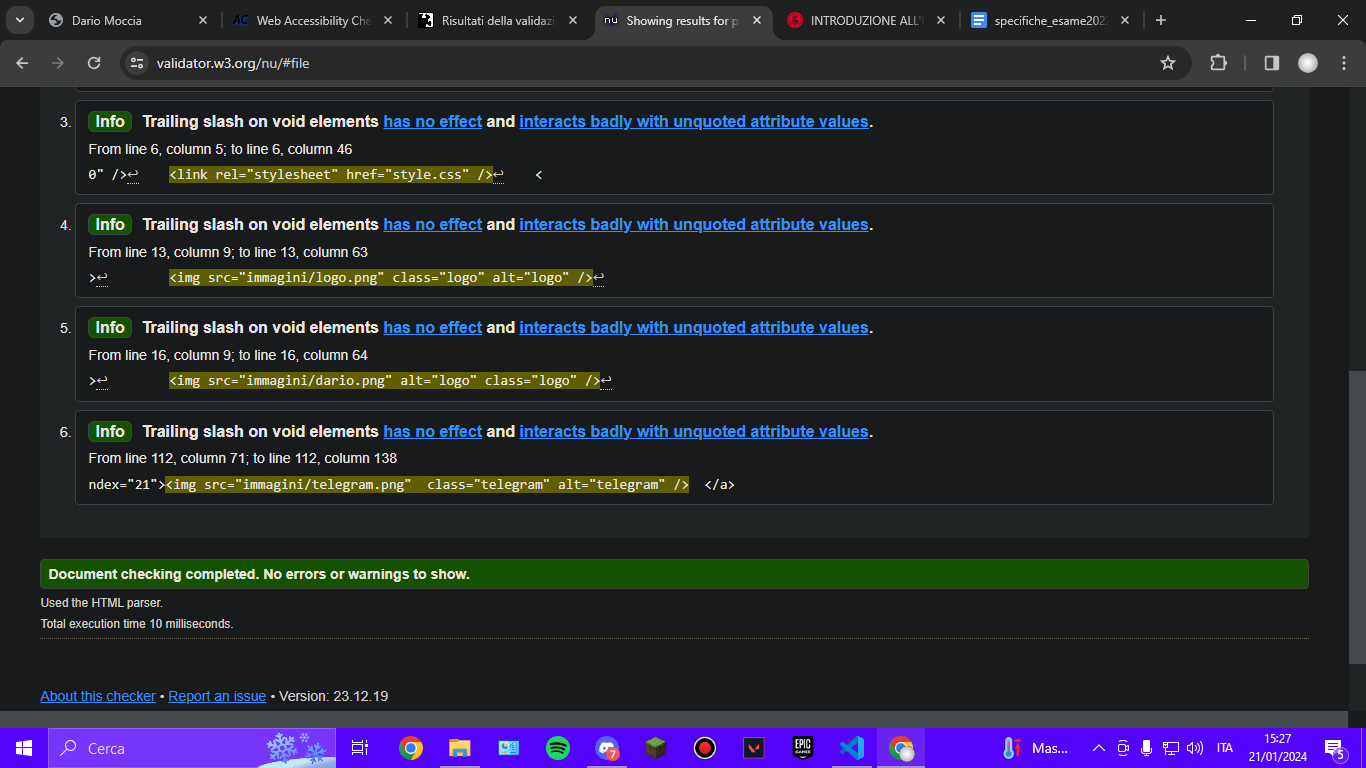 Dario Moccia
AC Web Accessibility Che
Risultati della validazi
nu Showing results for p
INTRODUZIONE ALL'
specifiche_esame202
validator.w3.org/nu/#file
3. Info Trailing slash on void elements has no effect and interacts badly with unquoted attribute values.
From line 6, column 5; to line 6, column 46
0" />↩ <link rel="stylesheet" href="style.css" />↩ <
4. Info Trailing slash on void elements has no effect and interacts badly with unquoted attribute values.
From line 13, column 9; to line 13, column 63
>↩ <img src="immagini/logo.png" class="logo" alt="logo" />↩
5. Info Trailing slash on void elements has no effect and interacts badly with unquoted attribute values.
From line 16, column 9; to line 16, column 64
>↩ <img src="immagini/dario.png" alt="logo" class="logo" />↩
6. Info Trailing slash on void elements has no effect and interacts badly with unquoted attribute values.
From line 112, column 71; to line 112, column 138
ndex="21"><img src="immagini/telegram.png"  class="telegram" alt="telegram" />  </a>
Document checking completed. No errors or warnings to show.
Used the HTML parser.
Total execution time 10 milliseconds.
About this checker • Report an issue • Version: 23.12.19
Cerca
7
EPIC GAMES
Mas...
ITA
15:27
21/01/2024
5